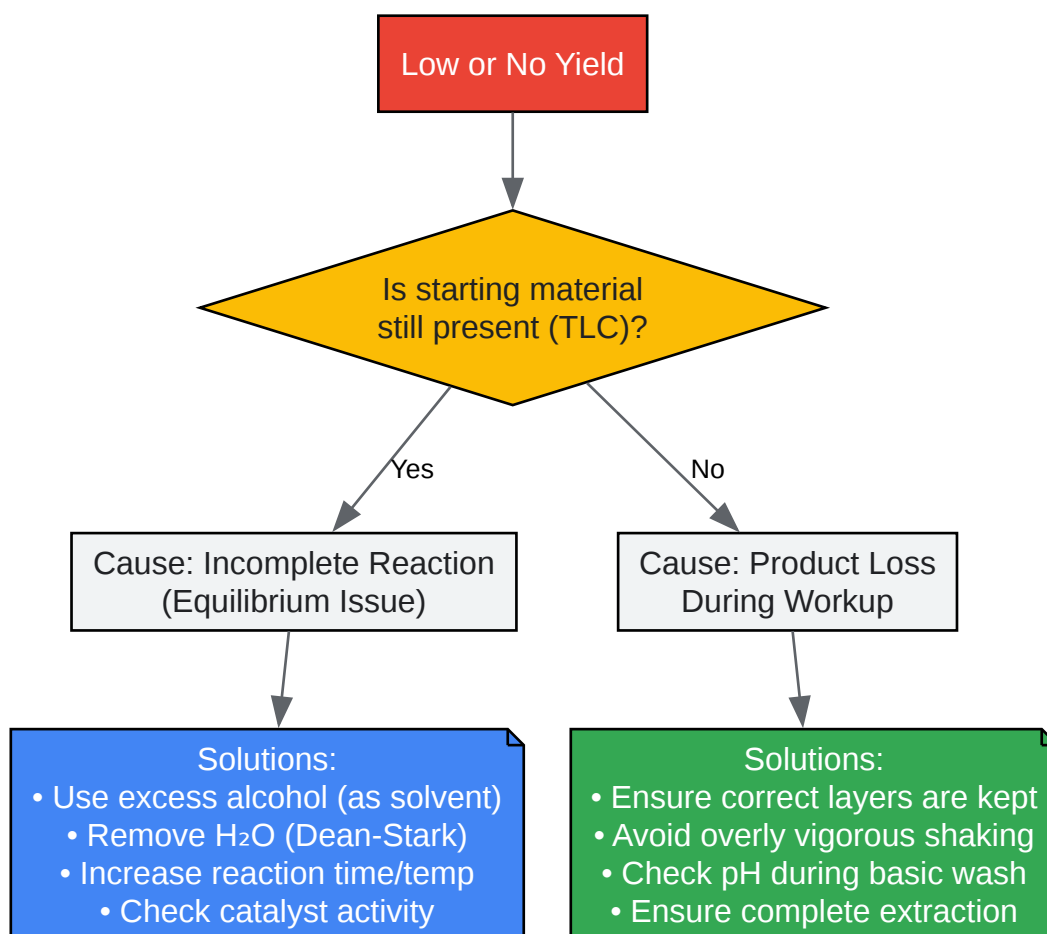 Low or No Yield
Is starting material
still present (TLC)?
Yes
No
Cause: Incomplete Reaction
(Equilibrium Issue)
Cause: Product Loss
During Workup
Solutions:
• Use excess alcohol (as solvent)
• Remove H₂O (Dean-Stark)
• Increase reaction time/temp
• Check catalyst activity
Solutions:
• Ensure correct layers are kept
• Avoid overly vigorous shaking
• Check pH during basic wash
• Ensure complete extraction